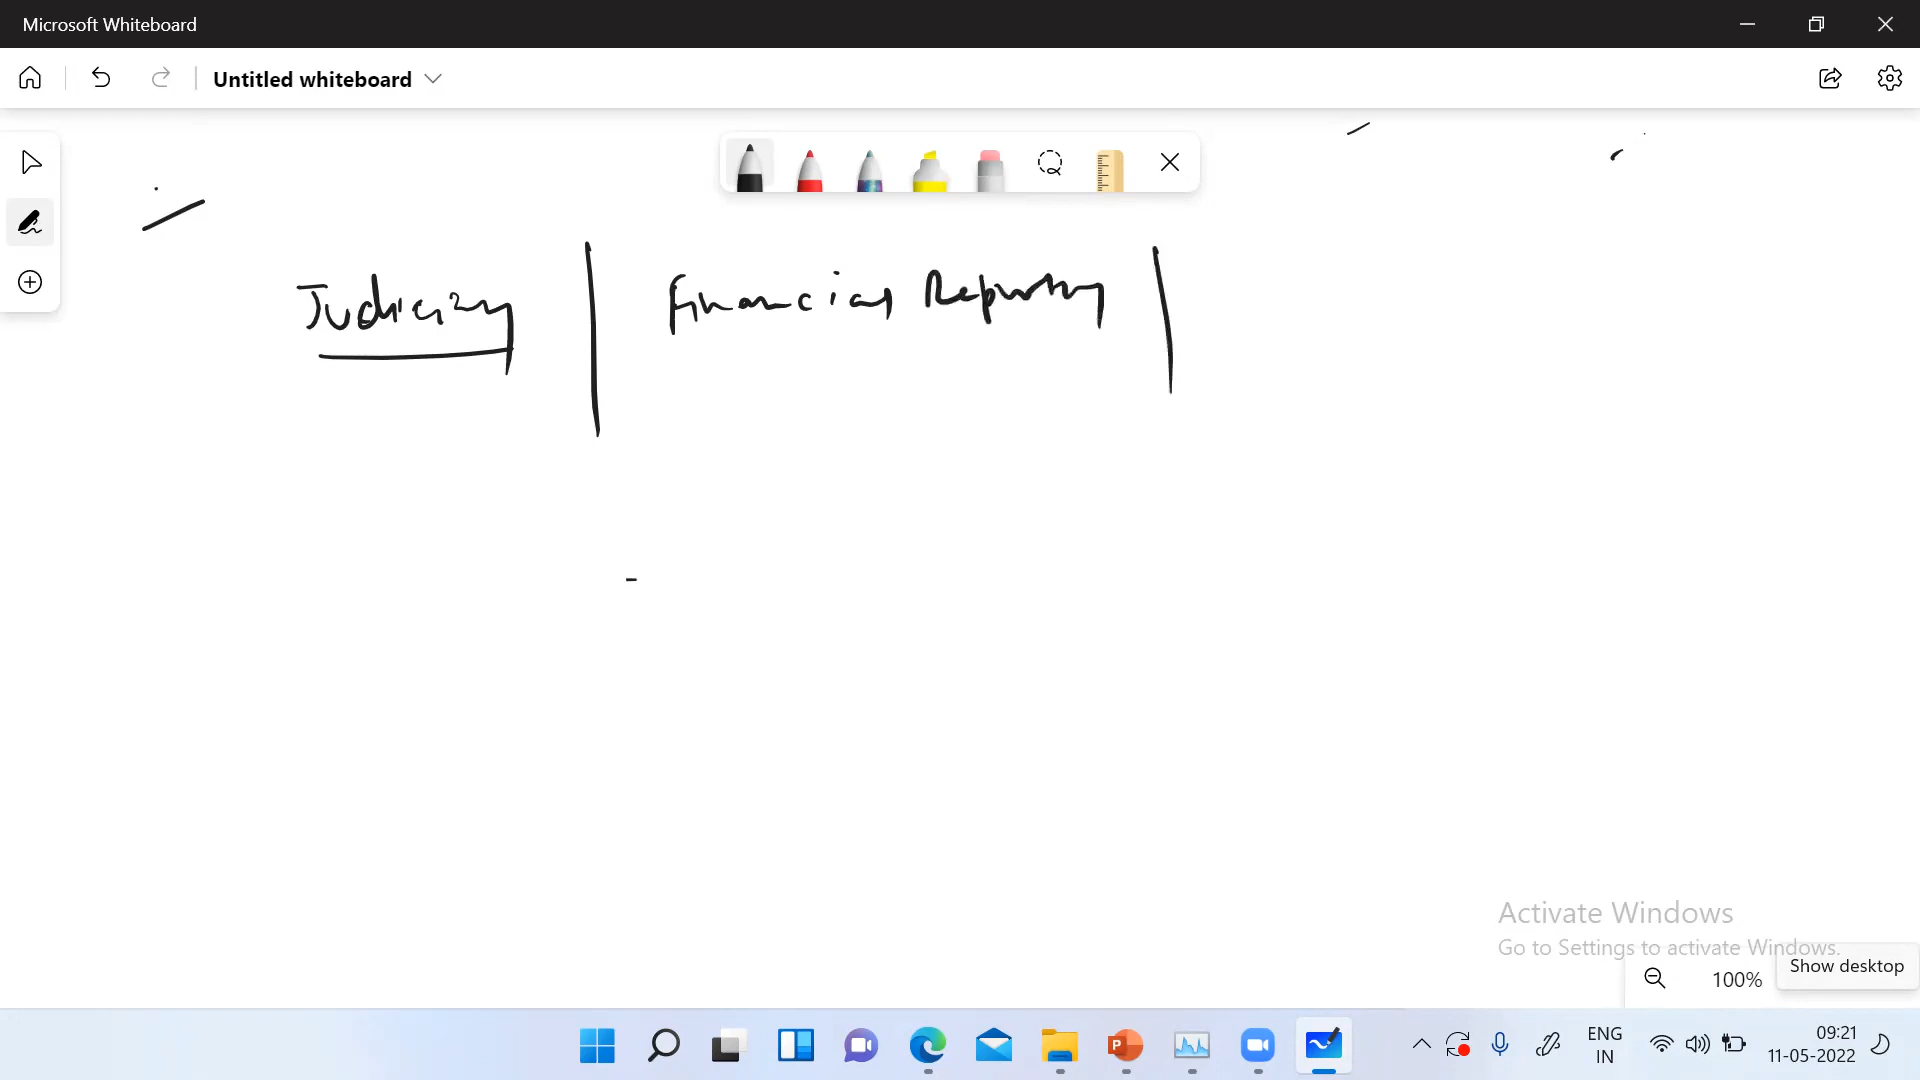 Microsoft Whiteboard
Untitled whiteboard
Judiciary Financial Reporting
Activate Windows
Go to Settings to activate Windows.
100%
Show desktop
P
ENG
IN
09:21
11-05-2022